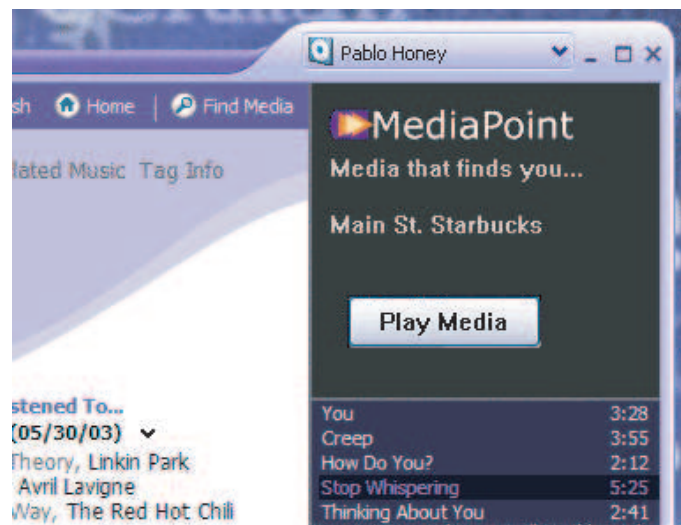 Pablo Honey
sh Home | Find Media
lated Music Tag Info
MediaPoint
Media that finds you...
Main St. Starbucks
Play Media
stened To...
(05/30/03)
Theory, Linkin Park
Avril Lavigne
Way, The Red Hot Chili
You 3:28
Creep 3:55
How Do You? 2:12
Stop Whispering 5:25
Thinking About You 2:41